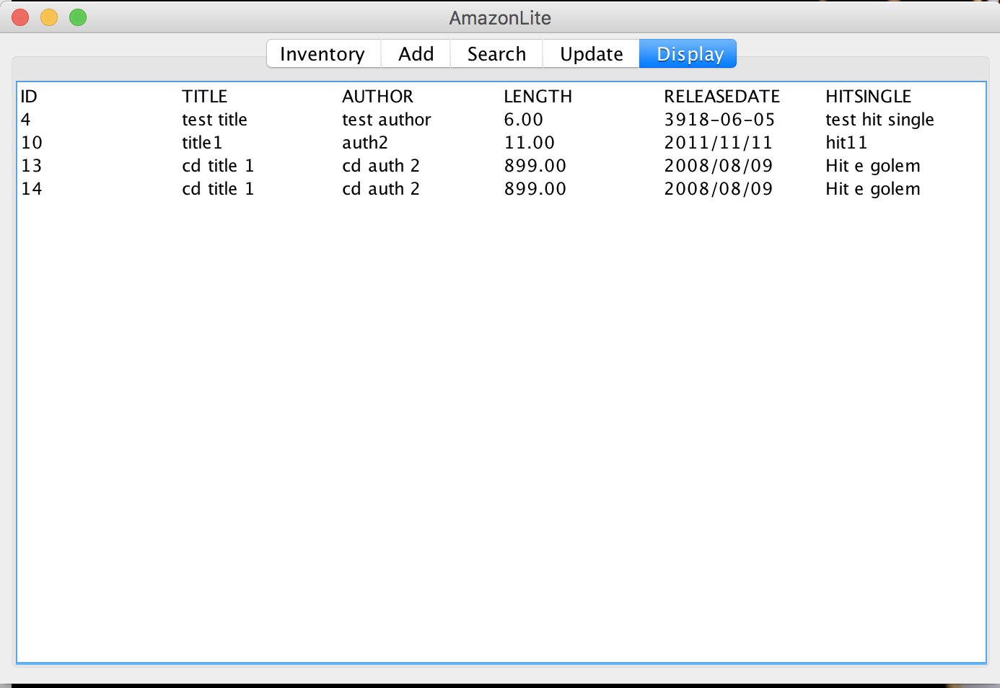 AmazonLite
Inventory Add Search Update Display
ID TITLE AUTHOR LENGTH RELEASEDATE HITSINGLE
4 test title test author 6.00 3918-06-05 test hit single
10 title1 auth2 11.00 2011/11/11 hit11
13 cd title 1 cd auth 2 899.00 2008/08/09 Hit e golem
14 cd title 1 cd auth 2 899.00 2008/08/09 Hit e golem